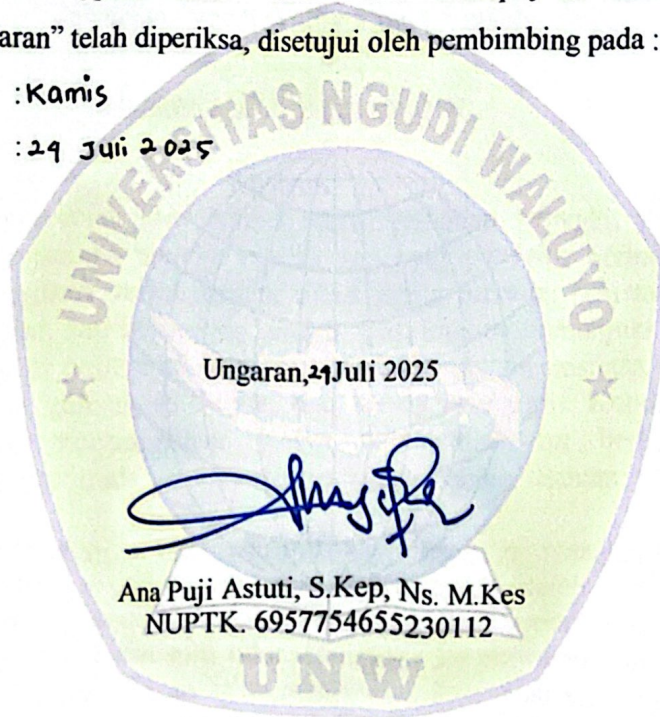 aran” telah diperiksa, disetujui oleh pembimbing pada :
: Kamis
: 29 Juli 2025
UNIVERSITAS NGUDI WALUYO
Ungaran, 29 Juli 2025
Ana Puji Astuti, S.Kep, Ns. M.Kes
NUPTK. 6957754655230112
UNW